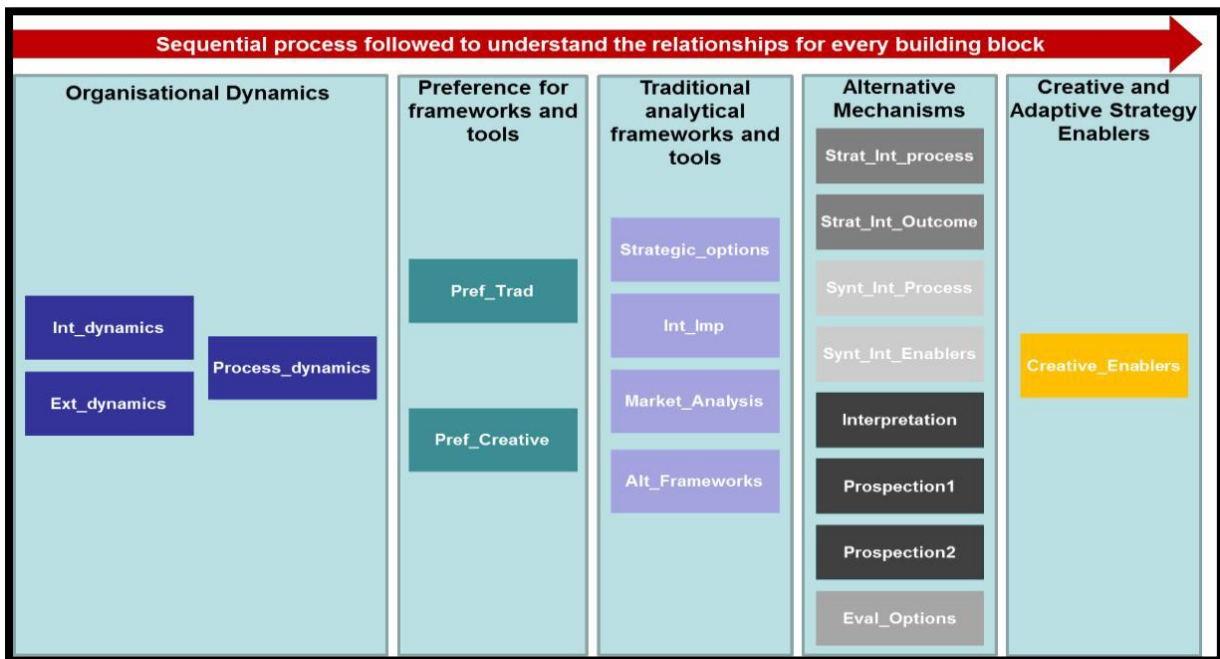 Sequential process followed to understand the relationships for every building block
Organisational Dynamics
Int_dynamics
Ext_dynamics
Process_dynamics
Preference for
frameworks and
tools
Pref_Trad
Pref_Creative
Traditional
analytical
frameworks and
tools
Strategic_options
Int_Imp
Market_Analysis
Alt_Frameworks
Alternative
Mechanisms
Strat_Int_process
Strat_Int_Outcome
Synt_Int_Process
Synt_Int_Enablers
Interpretation
Prospection1
Prospection2
Eval_Options
Creative and
Adaptive Strategy
Enablers
Creative_Enablers